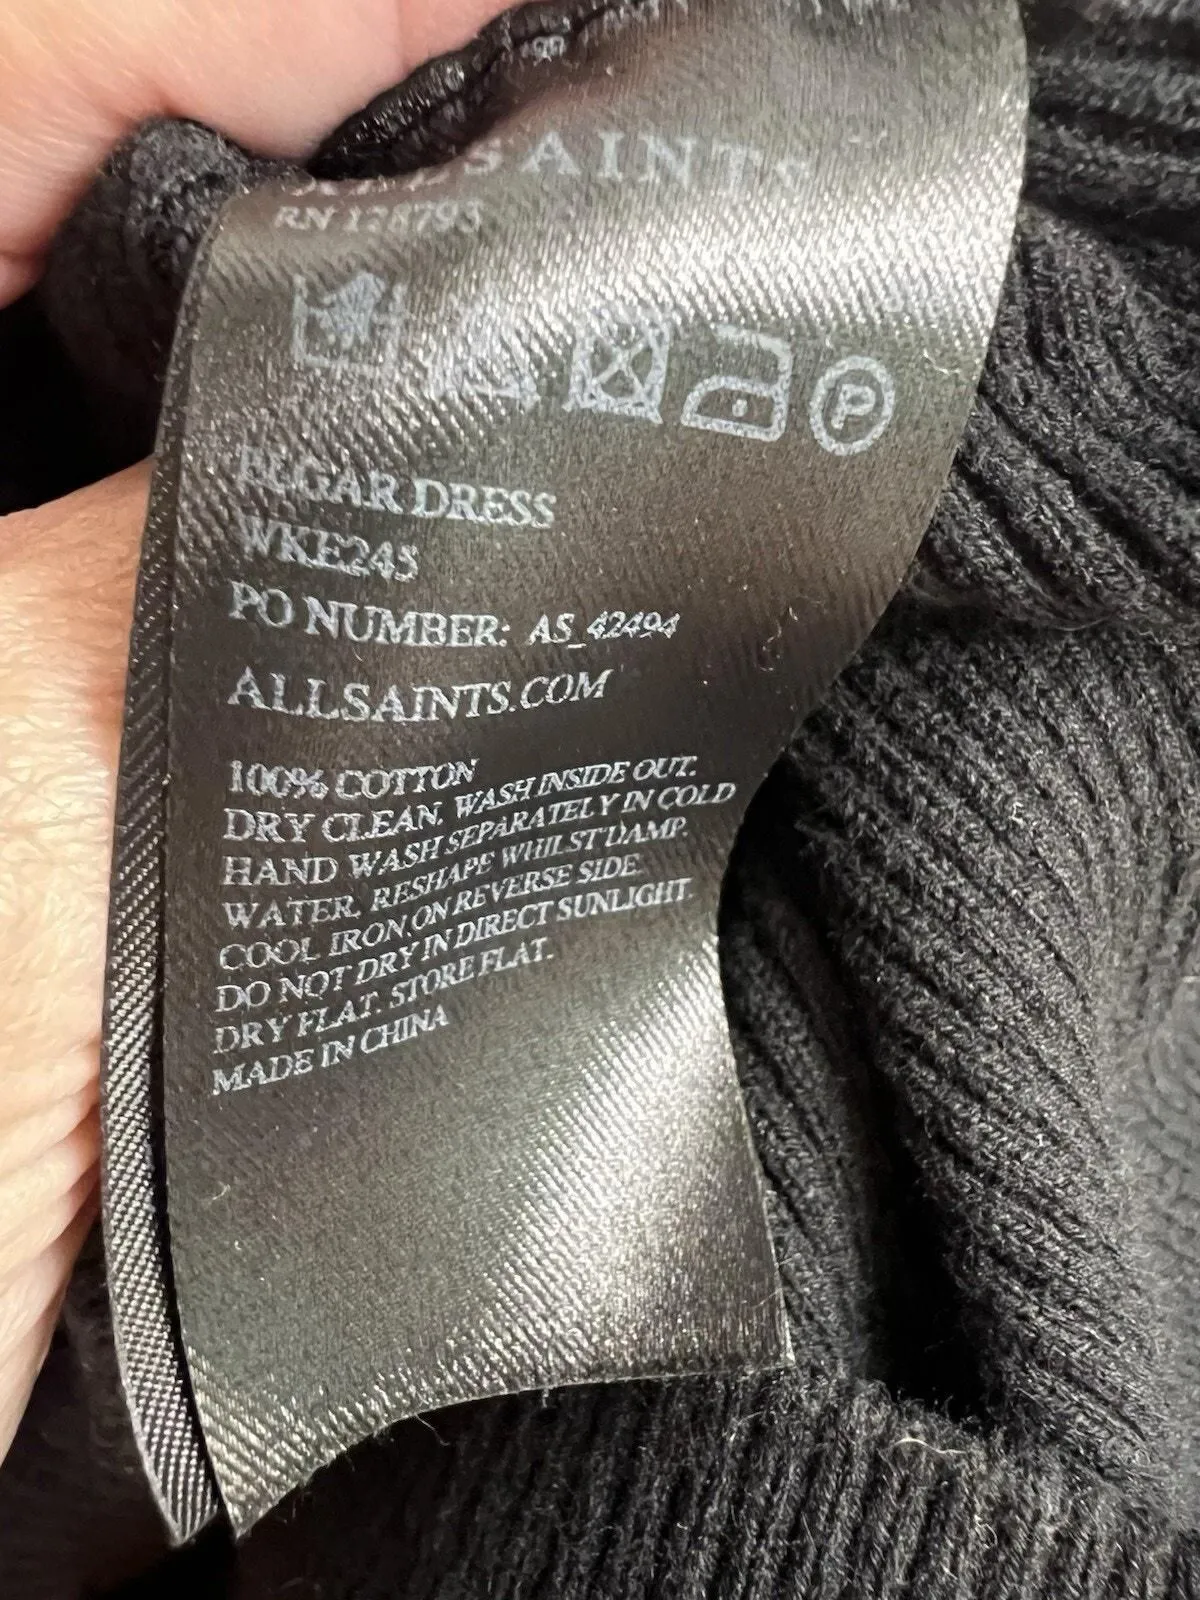 SAINTS
RN 128793
P
ELGAR DRESS
WKE245
PO NUMBER: AS_42494
ALLSAINTS.COM
100% COTTON
DRY CLEAN. WASH INSIDE OUT.
HAND WASH SEPARATELY IN COLD
WATER. RESHAPE WHILST DAMP.
COOL IRON ON REVERSE SIDE.
DO NOT DRY IN DIRECT SUNLIGHT.
DRY FLAT. STORE FLAT.
MADE IN CHINA